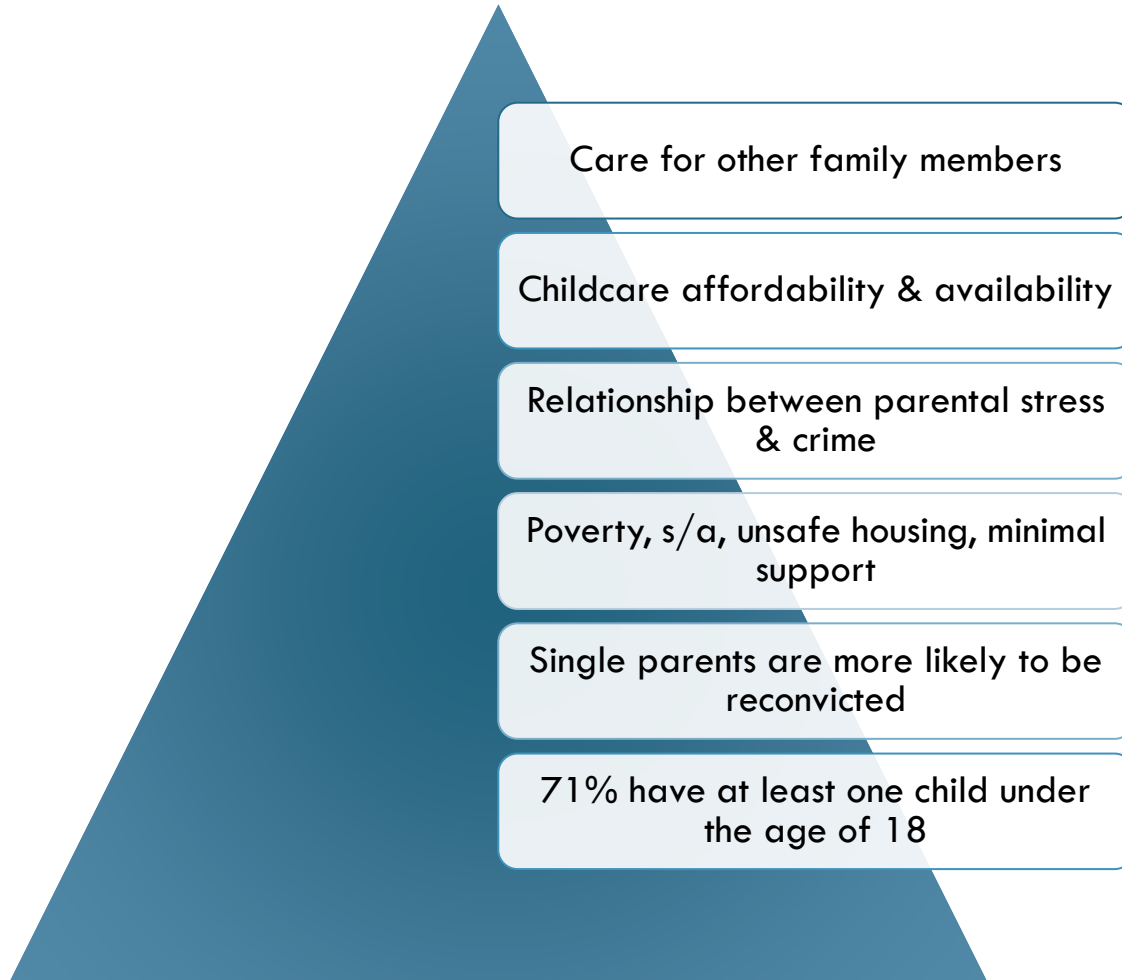 Care for other family members
Childcare affordability & availability
Relationship between parental stress
& crime
Poverty, s/a, unsafe housing, minimal
support
Single parents are more likely to be
reconvicted
71% have at least one child under
the age of 18